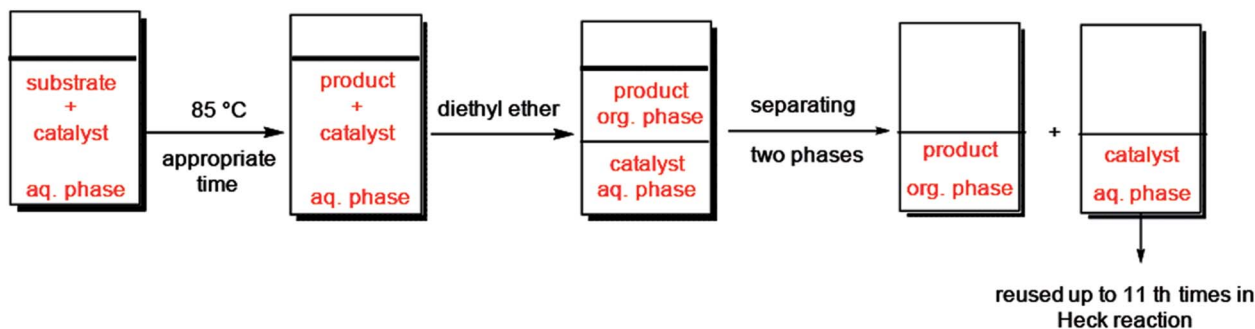 substrate
+
catalyst
aq. phase
85 °C
appropriate
time
product
+
catalyst
aq. phase
diethyl ether
product
org. phase
catalyst
aq. phase
separating
two phases
product
org. phase
+
catalyst
aq. phase
reused up to 11 th times in
Heck reaction